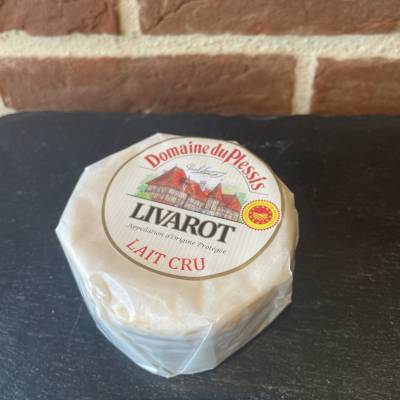 Domaine du Plessis
LIVAROT
Appellation d'Origine Protégée
LAIT CRU